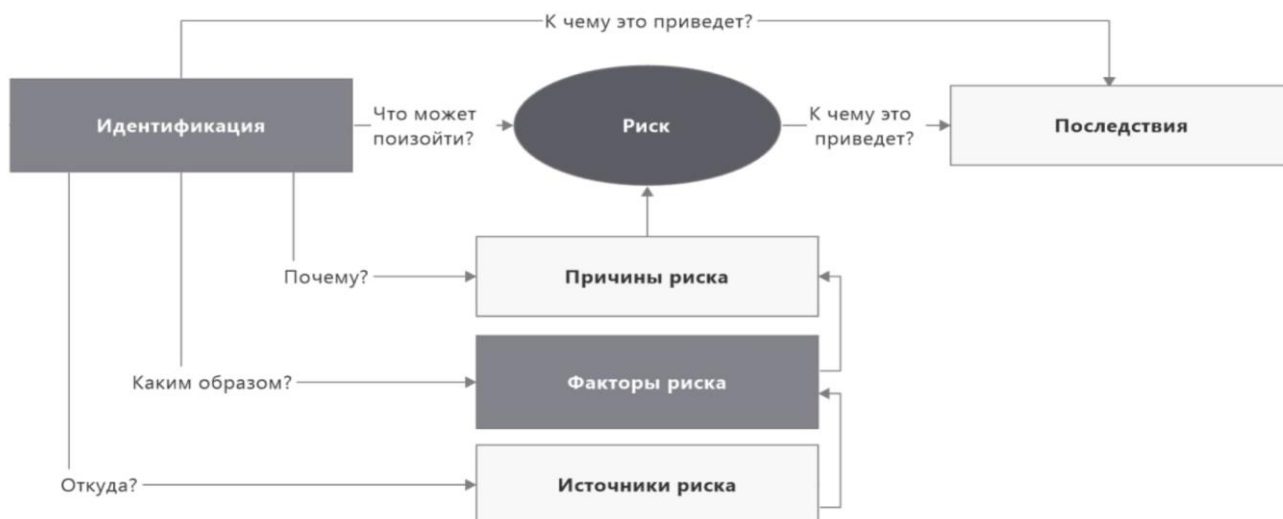 К чему это приведет?
Идентификация
Что может
поизойти?
Риск
К чему это
приведет?
Последствия
Почему?
Причины риска
Каким образом?
Факторы риска
Откуда?
Источники риска